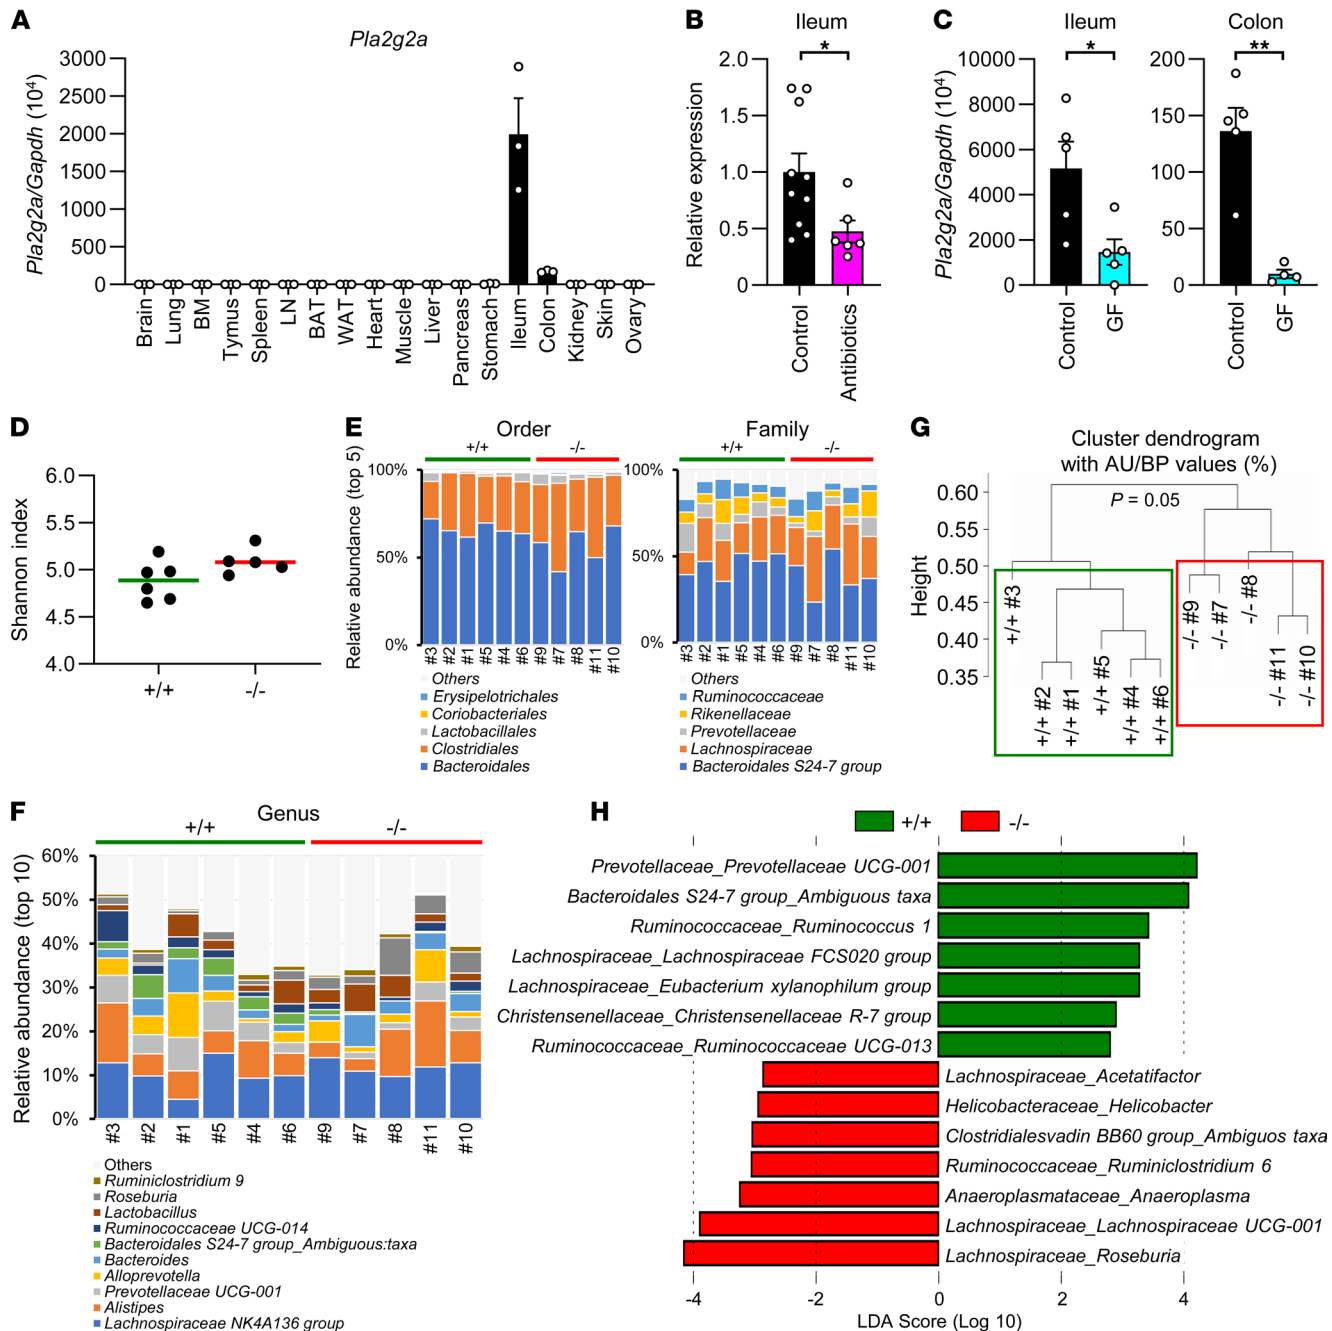 A
Pla2g2a
Pla2g2a/Gapdh (10⁴)
3000
2500
2000
1500
1000
500
0
Brain
Lung
BM
Tymus
Spleen
LN
BAT
WAT
Heart
Muscle
Liver
Pancreas
Stomach
Ileum
Colon
Kidney
Skin
Ovary
B
Ileum
*
Relative expression
2.0
1.5
1.0
0.5
0
Control
Antibiotics
C
Ileum
*
Pla2g2a/Gapdh (10⁴)
10000
8000
6000
4000
2000
0
Control
GF
Colon
**
200
150
100
50
0
Control
GF
D
Shannon index
6.0
5.5
5.0
4.5
4.0
+/+
-/-
E
Order
+/+
-/-
Relative abundance (top 5)
100%
50%
0%
#3 #2 #1 #5 #4 #6 #9 #7 #8 #11 #10
Others
Erysipelotrichales
Coriobacteriales
Lactobacillales
Clostridiales
Bacteroidales
Family
+/+
-/-
100%
50%
0%
#3 #2 #1 #5 #4 #6 #9 #7 #8 #11 #10
Others
Ruminococcaceae
Rikenellaceae
Prevotellaceae
Lachnospiraceae
Bacteroidales S24-7 group
G
Cluster dendrogram
with AU/BP values (%)
P = 0.05
Height
0.60
0.55
0.50
0.45
0.40
0.35
+/+ #3
+/+ #2
+/+ #1
+/+ #5
+/+ #4
+/+ #6
-/- #9
-/- #7
-/- #8
-/- #11
-/- #10
F
Genus
+/+
-/-
Relative abundance (top 10)
60%
50%
40%
30%
20%
10%
0%
#3 #2 #1 #5 #4 #6 #9 #7 #8 #11 #10
Others
Ruminiclostridium 9
Roseburia
Lactobacillus
Ruminococcaceae UCG-014
Bacteroidales S24-7 group_Ambiguous:taxa
Bacteroides
Alloprevotella
Prevotellaceae UCG-001
Alistipes
Lachnospiraceae NK4A136 group
H
+/+
-/-
Prevotellaceae_Prevotellaceae UCG-001
Bacteroidales S24-7 group_Ambiguous taxa
Ruminococcaceae_Ruminococcus 1
Lachnospiraceae_Lachnospiraceae FCS020 group
Lachnospiraceae_Eubacterium xylanophilum group
Christensenellaceae_Christensenellaceae R-7 group
Ruminococcaceae_Ruminococcaceae UCG-013
Lachnospiraceae_Acetatifactor
Helicobacteraceae_Helicobacter
Clostridialesvadin BB60 group_Ambiguos taxa
Ruminococcaceae_Ruminiclostridium 6
Anaeroplasmataceae_Anaeroplasma
Lachnospiraceae_Lachnospiraceae UCG-001
Lachnospiraceae_Roseburia
-4
-2
0
2
4
LDA Score (Log 10)